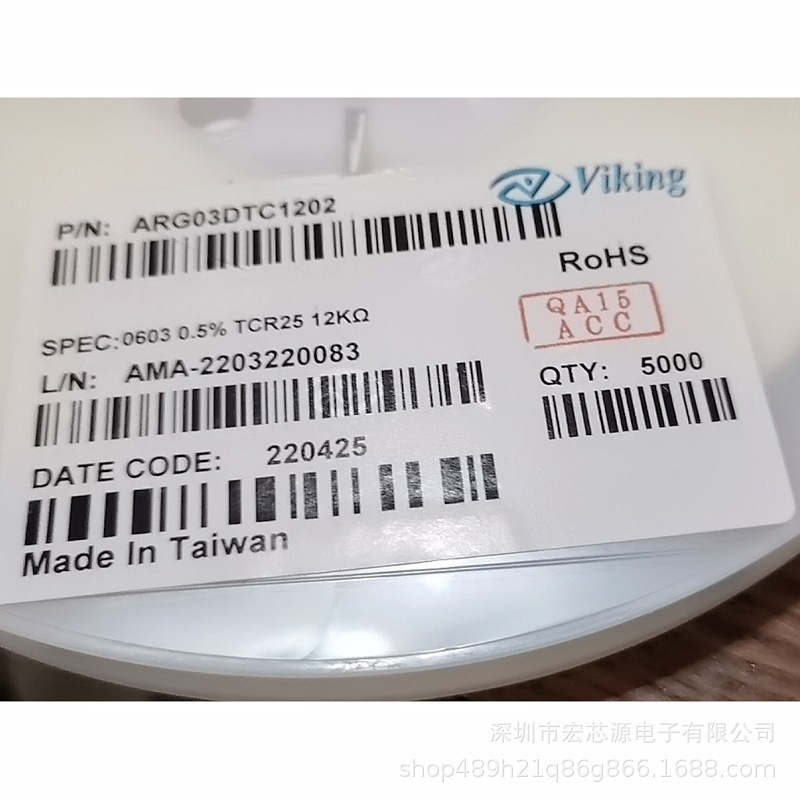 Viking
P/N: ARG03DTC1202
RoHS
QA15
ACC
SPEC:0603 0.5% TCR25 12KΩ
L/N: AMA-2203220083
QTY: 5000
DATE CODE: 220425
Made In Taiwan
深圳市宏芯源电子有限公司
shop489h21q86g866.1688.com